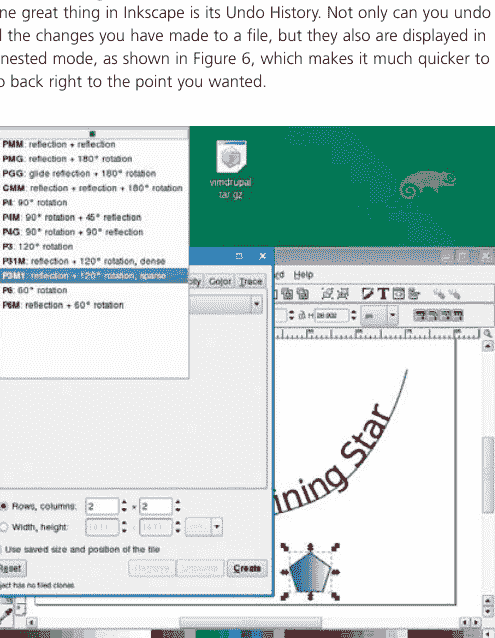 ne great thing in Inkscape is its Undo History. Not only can you undo
l the changes you have made to a file, but they also are displayed in
nested mode, as shown in Figure 6, which makes it much quicker to
o back right to the point you wanted.
PMM: reflection + reflection
PMG: reflection + 180° rotation
PGG: glide reflection + 180° rotation
CMM: reflection + reflection + 180° rotation
P4: 90° rotation
P4M: 90° rotation + 45° reflection
P4G: 90° rotation + 90° reflection
P3: 120° rotation
P31M: reflection + 120° rotation, dense
P3M1: reflection + 120° rotation, sparse
P6: 60° rotation
P6M: reflection + 60° rotation
vimdrupal
tar gz
Help
Color Trace
H
px
ining Star
Rows, columns: 2 × 2
Width, height:
Use saved size and position of the tile
Reset
Create
ject has no tiled clones